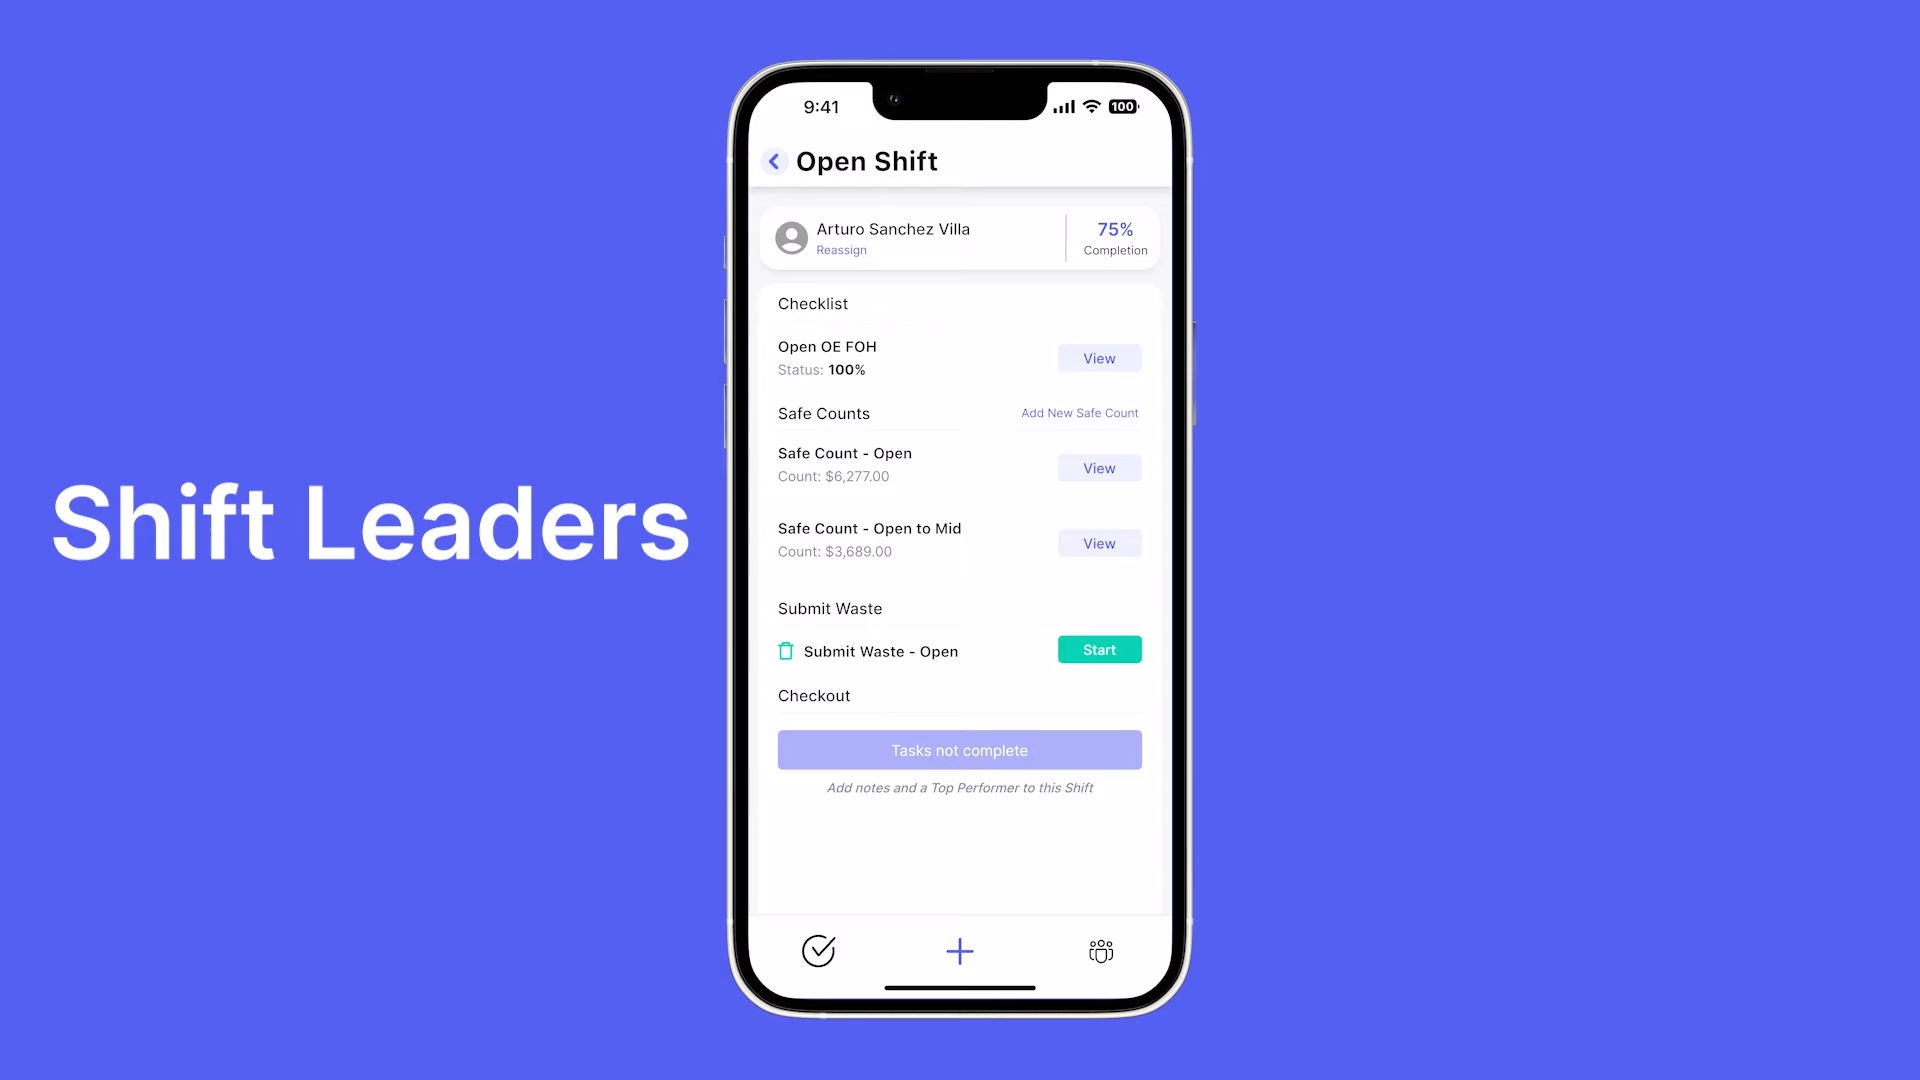 Shift Leaders
9:41
100
Open Shift
Arturo Sanchez Villa
Reassign
75%
Completion
Checklist
Open OE FOH
Status: 100%
View
Safe Counts
Add New Safe Count
Safe Count - Open
Count: $6,277.00
View
Safe Count - Open to Mid
Count: $3,689.00
View
Submit Waste
Submit Waste - Open
Start
Checkout
Tasks not complete
Add notes and a Top Performer to this Shift